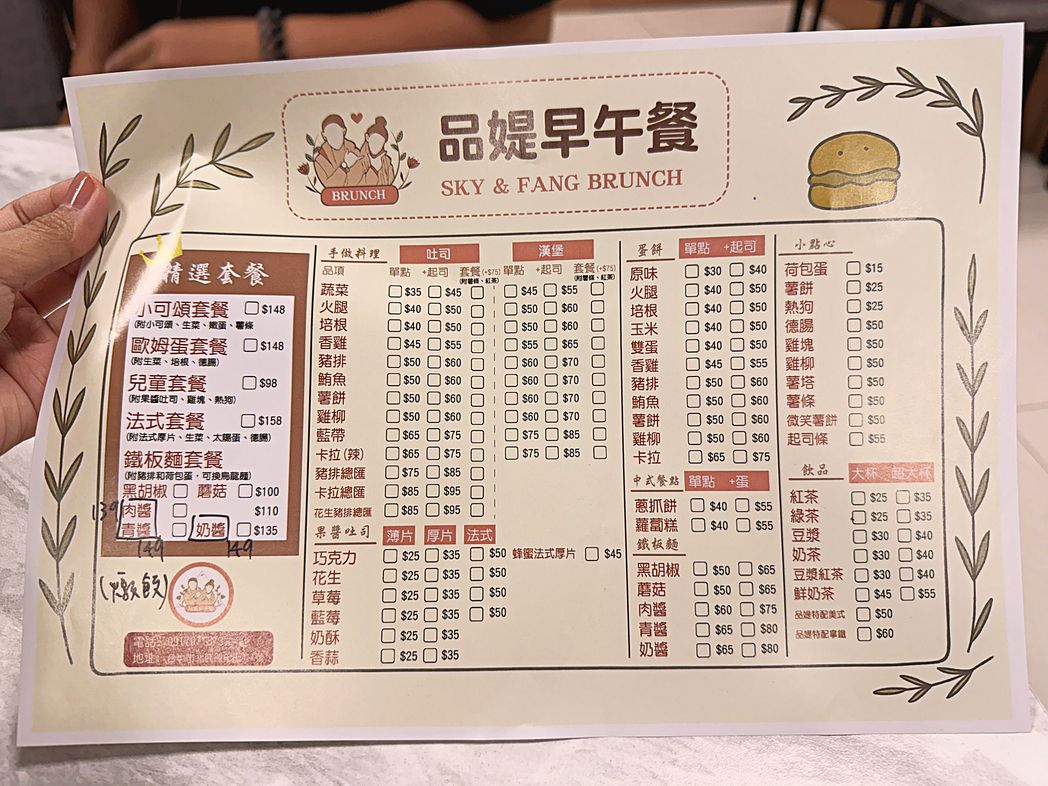 品媞早午餐
BRUNCH
SKY & FANG BRUNCH
精選套餐
小可頌套餐 $148
(附小可頌、生菜、嫩蛋、薯條
歐姆蛋套餐 $148
(附生菜、培根、德腸)
兒童套餐 $98
(附果醬吐司、雞塊、熱狗)
法式套餐 $158
(附法式厚片、生菜、太陽蛋、德腸)
鐵板麵套餐
(附豬排和荷包蛋,可換烏龍麵)
黑胡椒 蘑菇 $100
139 肉醬 $110
青醬 奶醬 $135
149 149
(燉飯)
手做料理 吐司 漢堡
品項 單點 +起司 套餐(+$75) 單點 +起司 套餐(+$75)
(附薯條、紅茶) (附薯條、紅茶)
蔬菜 $35 $45 $45 $55
火腿 $40 $50 $50 $60
培根 $40 $50 $50 $60
香雞 $45 $55 $55 $65
豬排 $50 $60 $60 $70
鮪魚 $50 $60 $60 $70
薯餅 $50 $60 $60 $70
雞柳 $50 $60 $60 $70
藍帶 $65 $75 $75 $85
卡拉(辣) $65 $75 $75 $85
豬排總匯 $75 $85
卡拉總匯 $85 $95
花生豬排總匯 $85 $95
果醬吐司 薄片 厚片 法式
巧克力 $25 $35 $50 蜂蜜法式厚片 $45
花生 $25 $35 $50
草莓 $25 $35 $50
藍莓 $25 $35 $50
奶酥 $25 $35
香蒜 $25 $35
蛋餅 單點 +起司
原味 $30 $40
火腿 $40 $50
培根 $40 $50
玉米 $40 $50
雙蛋 $40 $50
香雞 $45 $55
豬排 $50 $60
鮪魚 $50 $60
薯餅 $50 $60
雞柳 $50 $60
卡拉 $65 $75
中式餐點 單點 +蛋
蔥抓餅 $40 $55
蘿蔔糕 $40 $55
鐵板麵
黑胡椒 $50 $65
蘑菇 $50 $65
肉醬 $60 $75
青醬 $65 $80
奶醬 $65 $80
小點心
荷包蛋 $15
薯餅 $25
熱狗 $25
德腸 $50
雞塊 $50
雞柳 $50
薯塔 $50
薯條 $50
微笑薯餅 $50
起司條 $55
飲品 大杯 超大杯
紅茶 $25 $35
綠茶 $25 $35
豆漿 $30 $40
奶茶 $30 $40
豆漿紅茶 $30 $40
鮮奶茶 $45 $55
品媞特配美式 $50
品媞特配拿鐵 $60